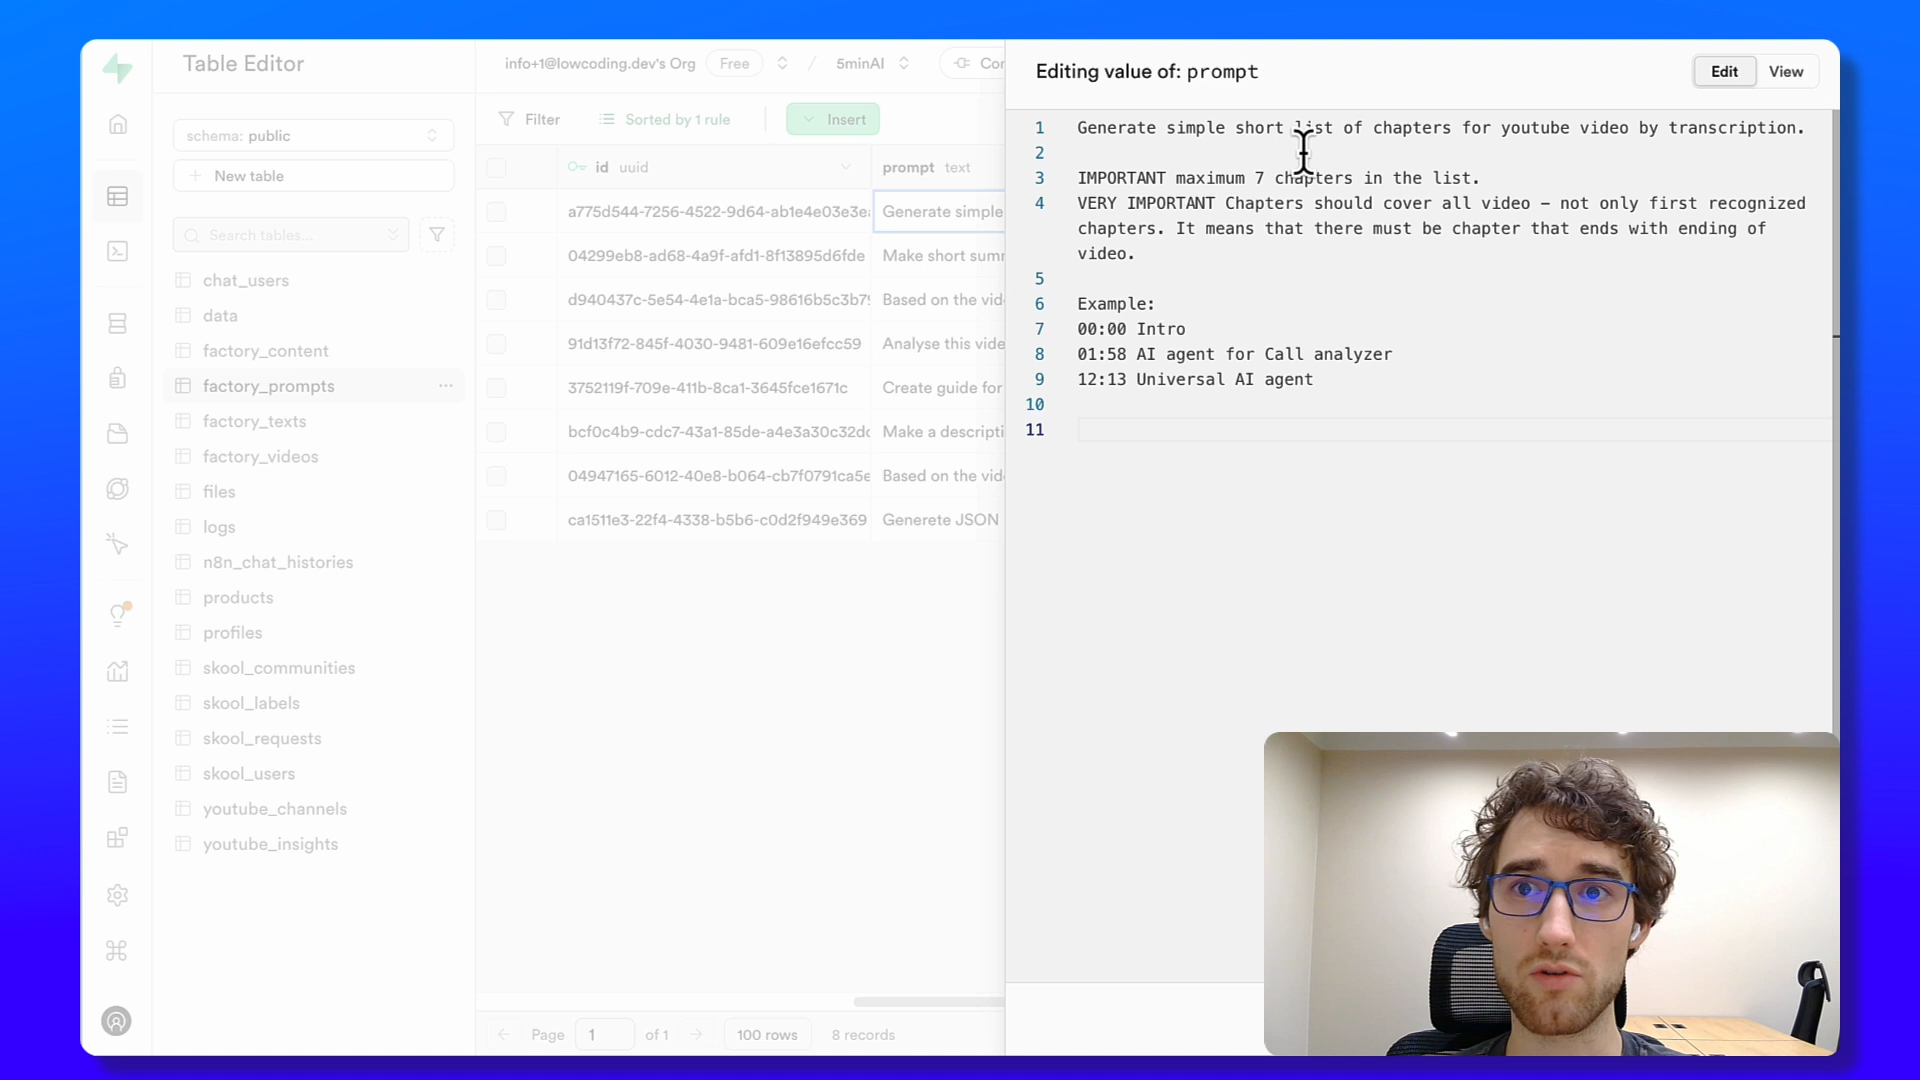 Table Editor
info+1@lowcoding.dev's Org
Free
/
5minAI
Editing value of: prompt
Edit
View
schema: public
New table
Search tables...
chat_users
data
factory_content
factory_prompts
factory_texts
factory_videos
files
logs
n8n_chat_histories
products
profiles
skool_communities
skool_labels
skool_requests
skool_users
youtube_channels
youtube_insights
Filter
Sorted by 1 rule
Insert
id uuid
prompt text
a775d544-7256-4522-9d64-ab1e4e03e3e
Generate simple
04299eb8-ad68-4a9f-afd1-8f13895d6fde
Make short sum
d940437c-5e54-4e1a-bca5-98616b5c3b7
Based on the vid
91d13f72-845f-4030-9481-609e16efcc59
Analyse this vide
3752119f-709e-411b-8ca1-3645fce1671c
Create guide for
bcf0c4b9-cdc7-43a1-85de-a4e3a30c32d
Make a descripti
04947165-6012-40e8-b064-cb7f0791ca5e
Based on the vid
ca1511e3-22f4-4338-b5b6-c0d2f949e369
Generete JSON
Page
1
of 1
100 rows
8 records
1 Generate simple short list of chapters for youtube video by transcription.
2
3 IMPORTANT maximum 7 chapters in the list.
4 VERY IMPORTANT Chapters should cover all video – not only first recognized
chapters. It means that there must be chapter that ends with ending of
video.
5
6 Example:
7 00:00 Intro
8 01:58 AI agent for Call analyzer
9 12:13 Universal AI agent
10
11